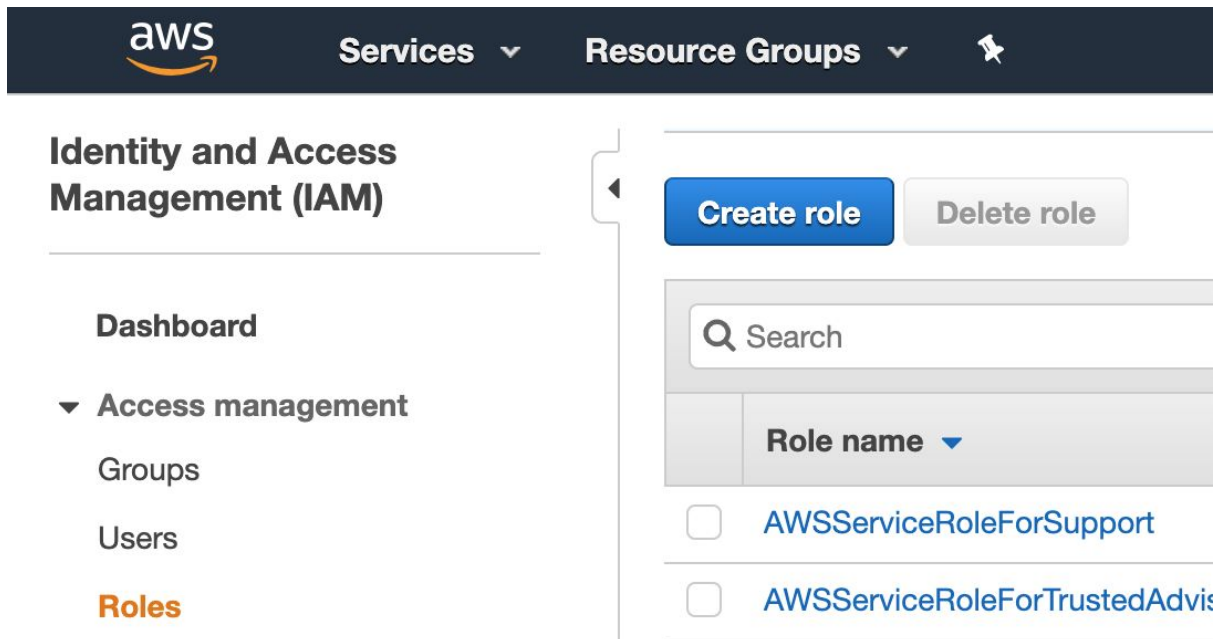 aws
Services
Resource Groups
Identity and Access
Management (IAM)
Dashboard
Access management
Groups
Users
Roles
Create role
Delete role
Search
Role name
AWSServiceRoleForSupport
AWSServiceRoleForTrustedAdvis